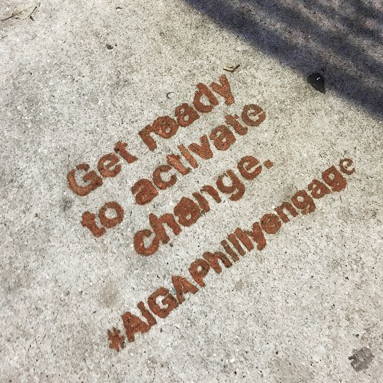 Get ready
to activate
change.
#AIGAPhillyengage